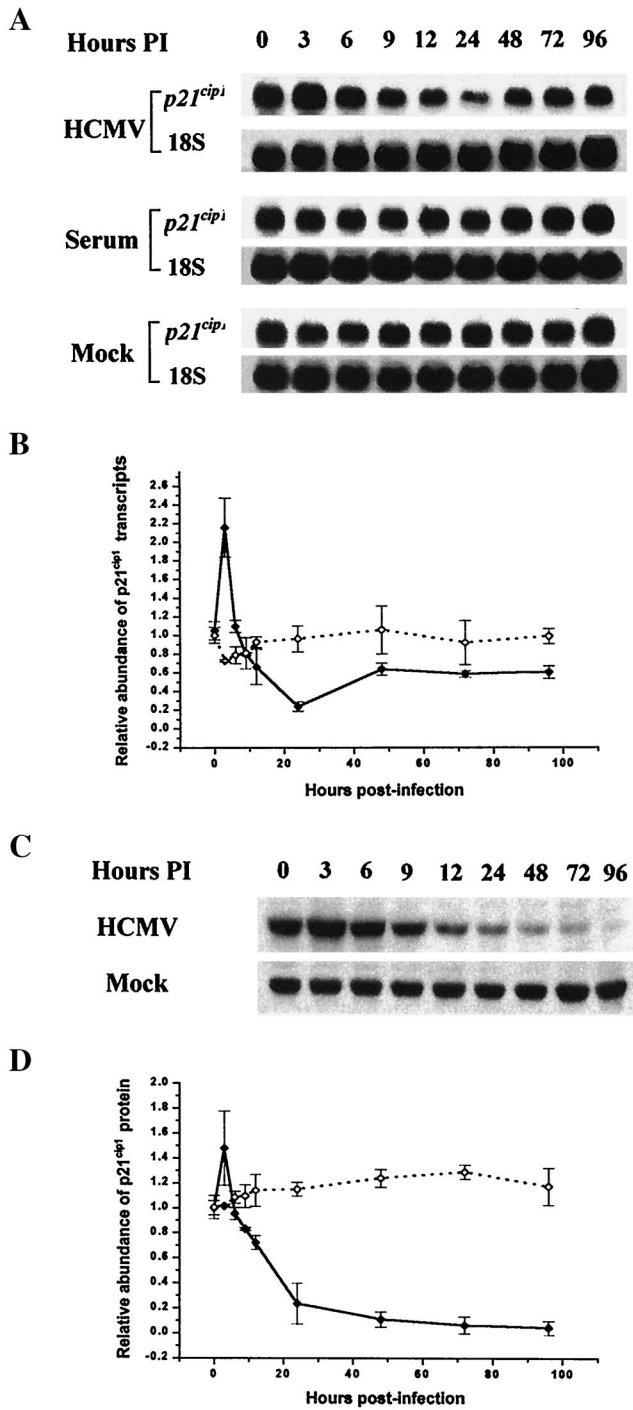 A
Hours PI 0 3 6 9 12 24 48 72 96
HCMV
p21cip1
18S
Serum
p21cip1
18S
Mock
p21cip1
18S
B
Relative abundance of p21cip1 transcripts
2.6
2.4
2.2
2.0
1.8
1.6
1.4
1.2
1.0
0.8
0.6
0.4
0.2
0.0
-0.2
0 20 40 60 80 100
Hours post-infection
C
Hours PI 0 3 6 9 12 24 48 72 96
HCMV
Mock
D
Relative abundance of p21cip1 protein
2.0
1.8
1.6
1.4
1.2
1.0
0.8
0.6
0.4
0.2
0.0
-0.2
0 20 40 60 80 100
Hours post-infection